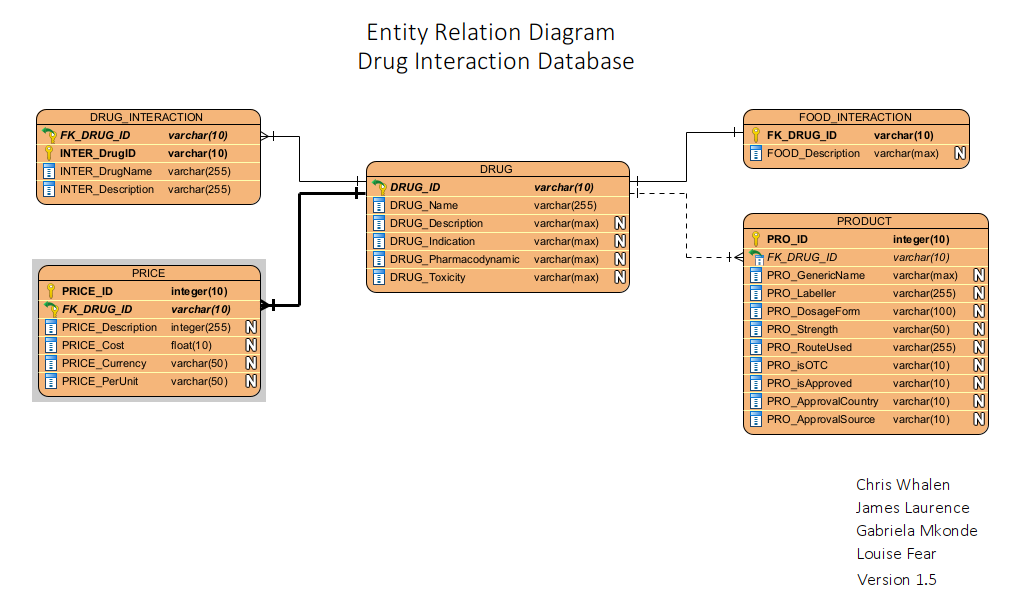 Entity Relation Diagram
Drug Interaction Database
DRUG_INTERACTION
FK_DRUG_ID varchar(10)
INTER_DrugID varchar(10)
INTER_DrugName varchar(255)
INTER_Description varchar(255)
PRICE
PRICE_ID integer(10)
FK_DRUG_ID varchar(10)
PRICE_Description integer(255) N
PRICE_Cost float(10) N
PRICE_Currency varchar(50) N
PRICE_PerUnit varchar(50) N
DRUG
DRUG_ID varchar(10)
DRUG_Name varchar(255)
DRUG_Description varchar(max) N
DRUG_Indication varchar(max) N
DRUG_Pharmacodynamic varchar(max) N
DRUG_Toxicity varchar(max) N
FOOD_INTERACTION
FK_DRUG_ID varchar(10)
FOOD_Description varchar(max) N
PRODUCT
PRO_ID integer(10)
FK_DRUG_ID varchar(10)
PRO_GenericName varchar(max) N
PRO_Labeller varchar(255) N
PRO_DosageForm varchar(100) N
PRO_Strength varchar(50) N
PRO_RouteUsed varchar(255) N
PRO_isOTC varchar(10) N
PRO_isApproved varchar(10) N
PRO_ApprovalCountry varchar(10) N
PRO_ApprovalSource varchar(10) N
Chris Whalen
James Laurence
Gabriela Mkonde
Louise Fear
Version 1.5